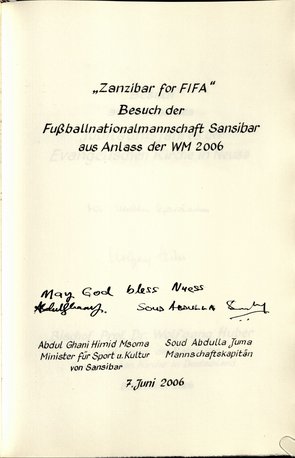 „Zanzibar for FIFA“
Besuch der
Fußballnationalmannschaft Sansibar
aus Anlass der WM 2006
May God bless Nuess
Soud Abdulla
Abdul Ghani Himid Msoma
Minister für Sport u. Kultur
von Sansibar
Soud Abdulla Juma
Mannschaftskapitän
7. Juni 2006